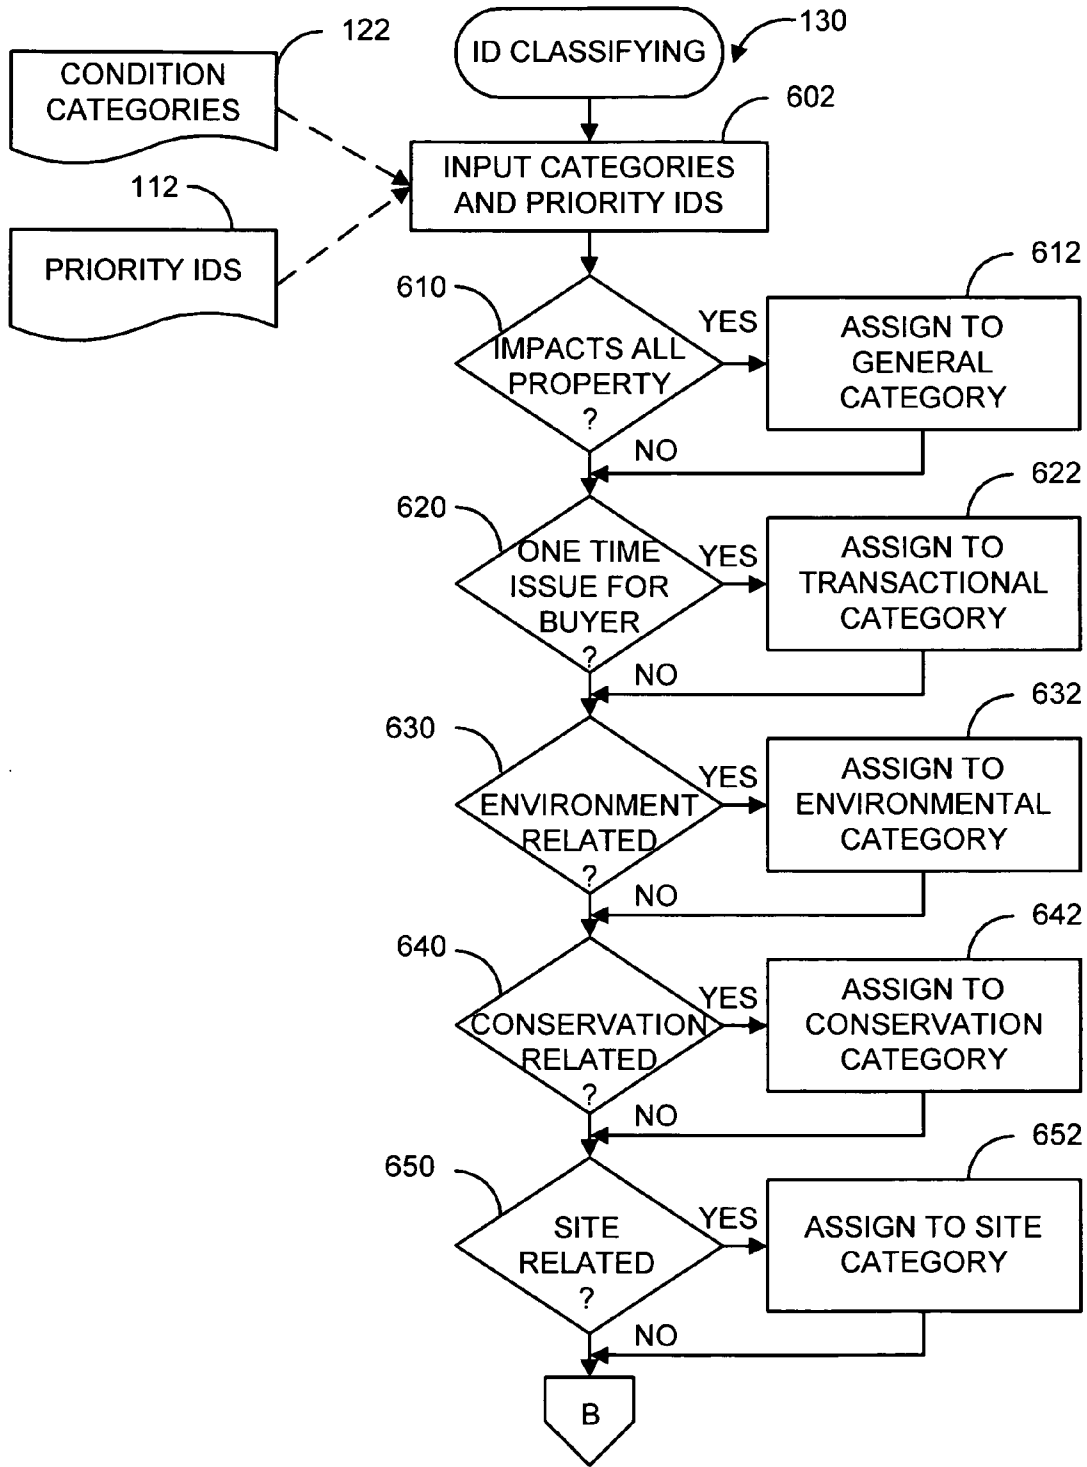 122
CONDITION
CATEGORIES
ID CLASSIFYING
130
602
INPUT CATEGORIES
AND PRIORITY IDS
112
PRIORITY IDS
610
IMPACTS ALL
PROPERTY
?
YES
NO
612
ASSIGN TO
GENERAL
CATEGORY
620
ONE TIME
ISSUE FOR
BUYER
?
YES
NO
622
ASSIGN TO
TRANSACTIONAL
CATEGORY
630
ENVIRONMENT
RELATED
?
YES
NO
632
ASSIGN TO
ENVIRONMENTAL
CATEGORY
640
CONSERVATION
RELATED
?
YES
NO
642
ASSIGN TO
CONSERVATION
CATEGORY
650
SITE
RELATED
?
YES
NO
652
ASSIGN TO SITE
CATEGORY
B